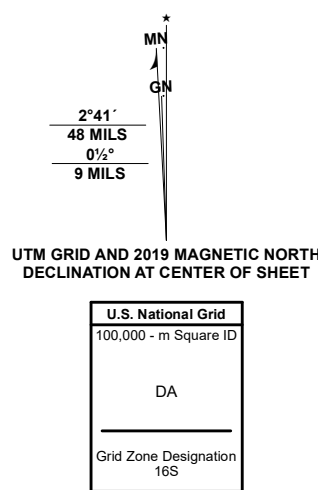 MN
GN
2°41´
48 MILS
0½°
9 MILS
UTM GRID AND 2019 MAGNETIC NORTH
DECLINATION AT CENTER OF SHEET
U.S. National Grid
100,000 - m Square ID
DA
Grid Zone Designation
16S